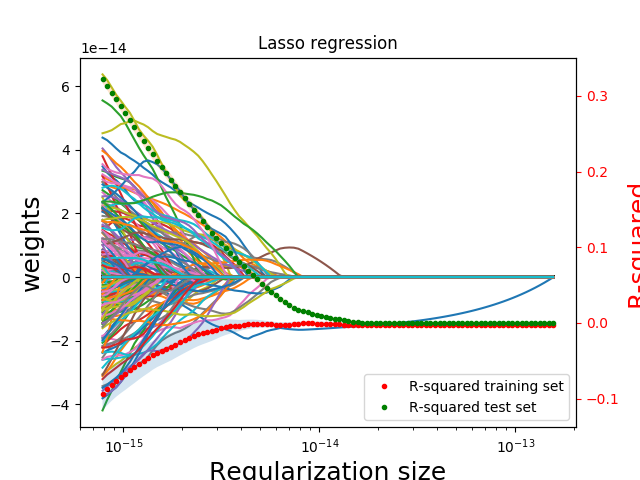 Lasso regression
1e−14
6
4
2
0
−2
−4
weights
0.3
0.2
0.1
0.0
−0.1
R-squared
R-squared training set
R-squared test set
10^−15
10^−14
10^−13
Regularization size